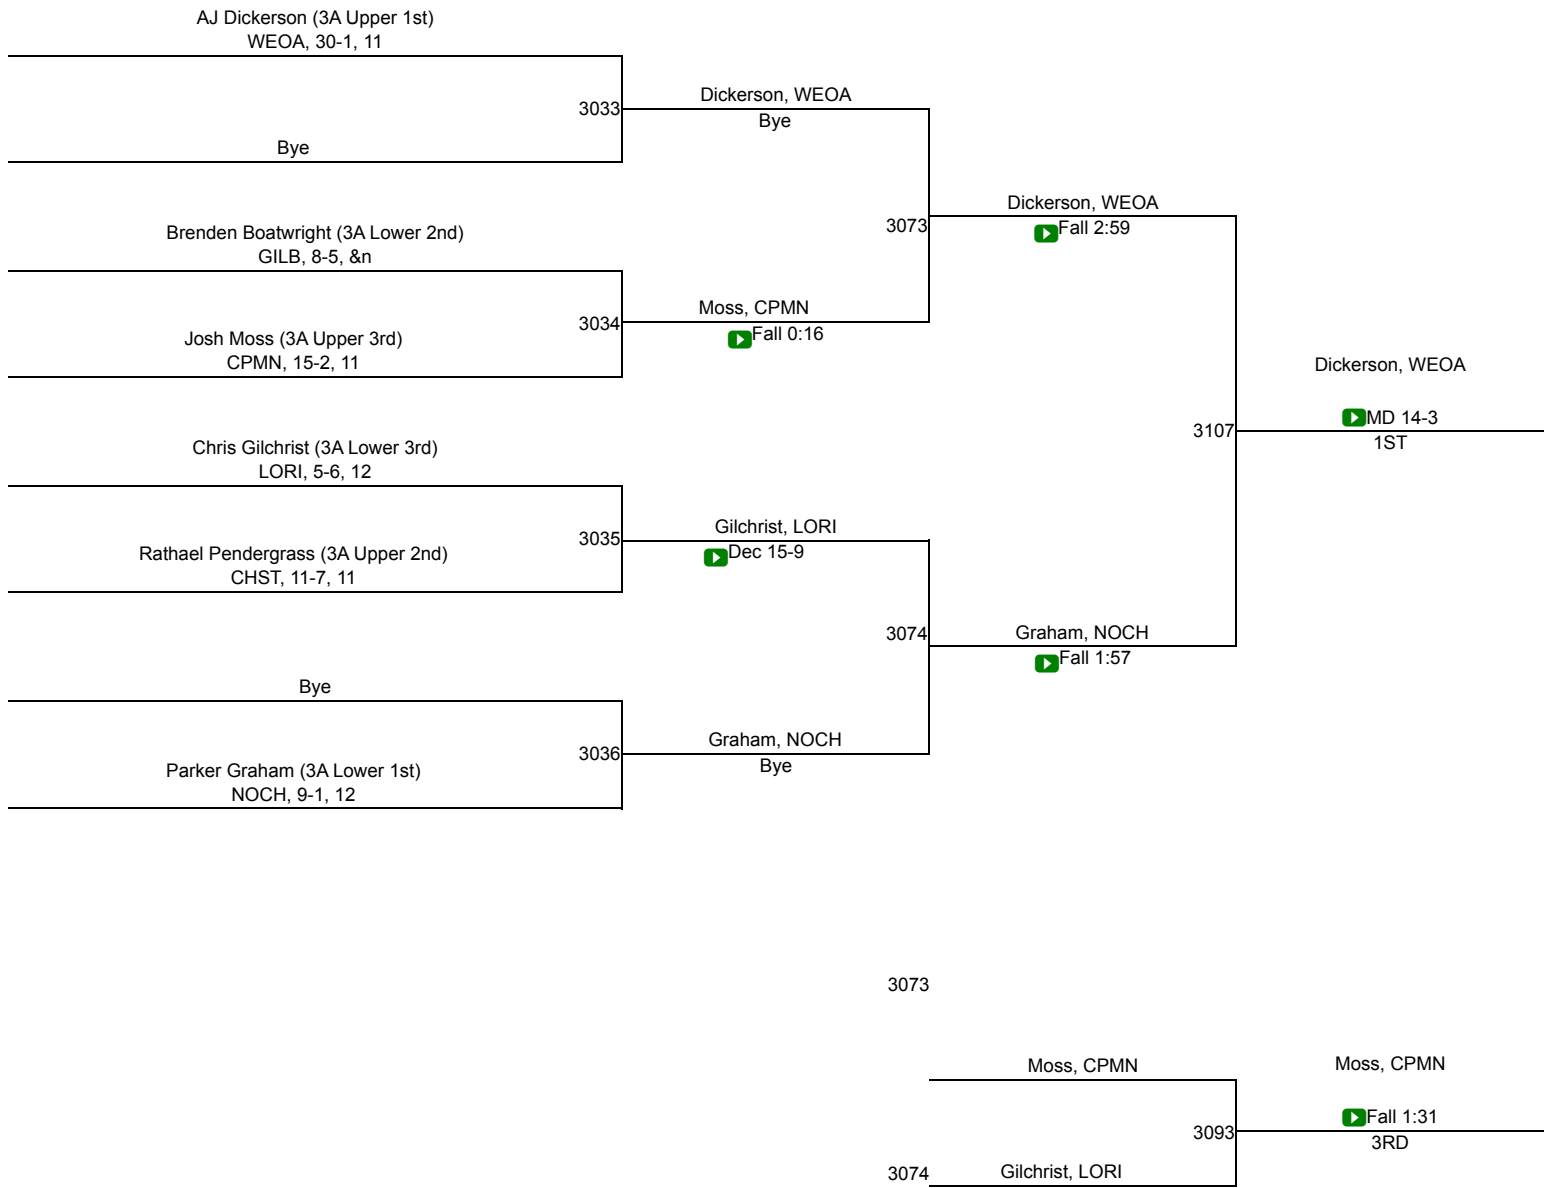 AJ Dickerson (3A Upper 1st)
WEOA, 30-1, 11
3033
Bye
Dickerson, WEOA
Bye
Brenden Boatwright (3A Lower 2nd)
GILB, 8-5, &n
3034
Josh Moss (3A Upper 3rd)
CPMN, 15-2, 11
Moss, CPMN
Fall 0:16
3073
Dickerson, WEOA
Fall 2:59
Chris Gilchrist (3A Lower 3rd)
LORI, 5-6, 12
3035
Rathael Pendergrass (3A Upper 2nd)
CHST, 11-7, 11
Gilchrist, LORI
Dec 15-9
Bye
3036
Parker Graham (3A Lower 1st)
NOCH, 9-1, 12
Graham, NOCH
Bye
3074
Graham, NOCH
Fall 1:57
3107
Dickerson, WEOA
MD 14-3
1ST
3073
Moss, CPMN
3093
3074
Gilchrist, LORI
Moss, CPMN
Fall 1:31
3RD